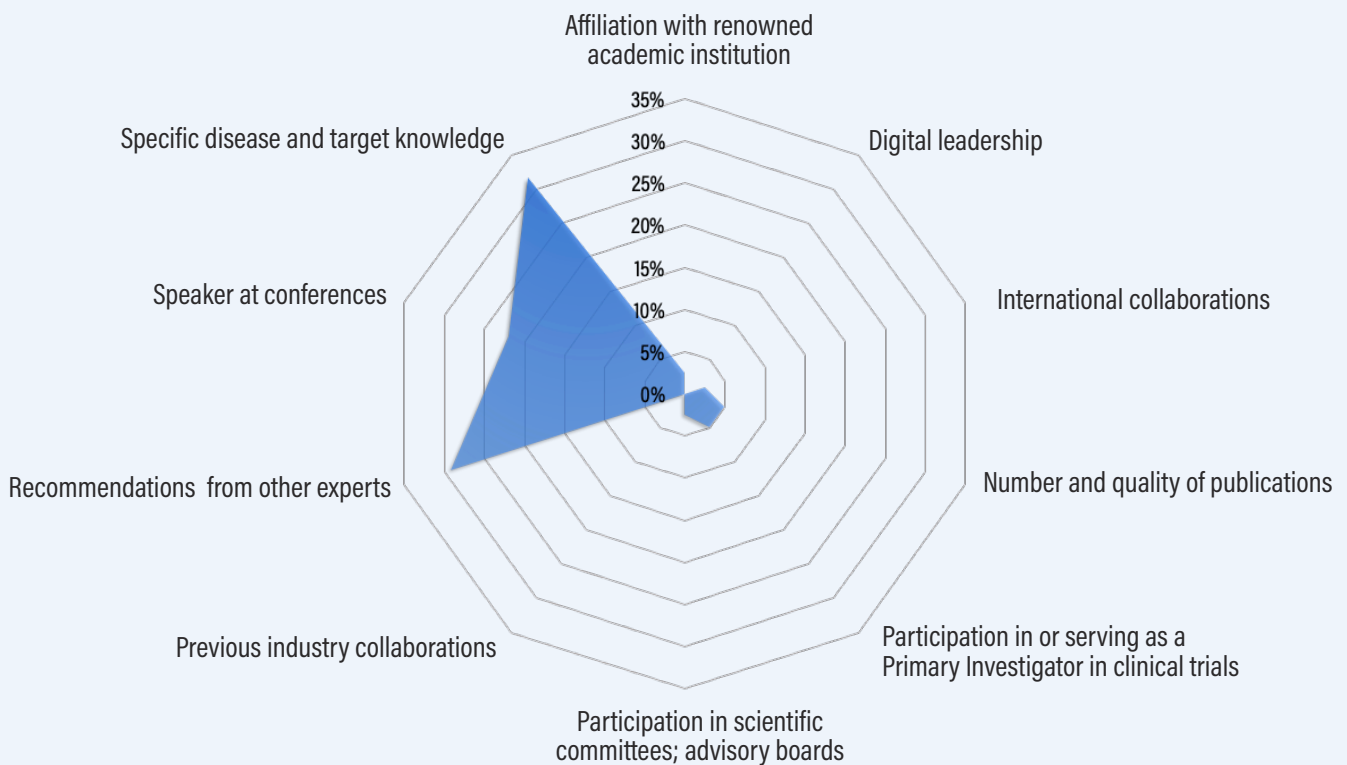 Affiliation with renowned
academic institution
35%
Specific disease and target knowledge
Digital leadership
30%
25%
20%
15%
Speaker at conferences
International collaborations
10%
5%
0%
Recommendations from other experts
Number and quality of publications
Previous industry collaborations
Participation in or serving as a
Primary Investigator in clinical trials
Participation in scientific
committees; advisory boards